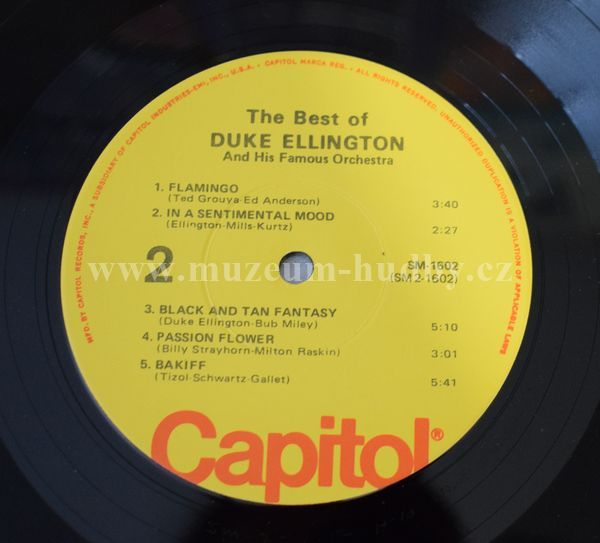 MFD. BY CAPITOL RECORDS, INC., A SUBSIDIARY OF CAPITOL INDUSTRIES-EMI, INC., U.S.A. • CAPITOL MARCA REG. • ALL RIGHTS RESERVED. UNAUTHORIZED DUPLICATION IS A VIOLATION OF APPLICABLE LAWS
The Best of
DUKE ELLINGTON
And His Famous Orchestra
1. FLAMINGO
(Ted Grouya-Ed Anderson) 3:40
2. IN A SENTIMENTAL MOOD
(Ellington-Mills-Kurtz) 2:27
2
SM-1602
(SM2-1602)
www.muzeum-hudby.cz
3. BLACK AND TAN FANTASY
(Duke Ellington-Bub Miley) 5:10
4. PASSION FLOWER
(Billy Strayhorn-Milton Raskin) 3:01
5. BAKIFF
(Tizol-Schwartz-Gallet) 5:41
Capitol®